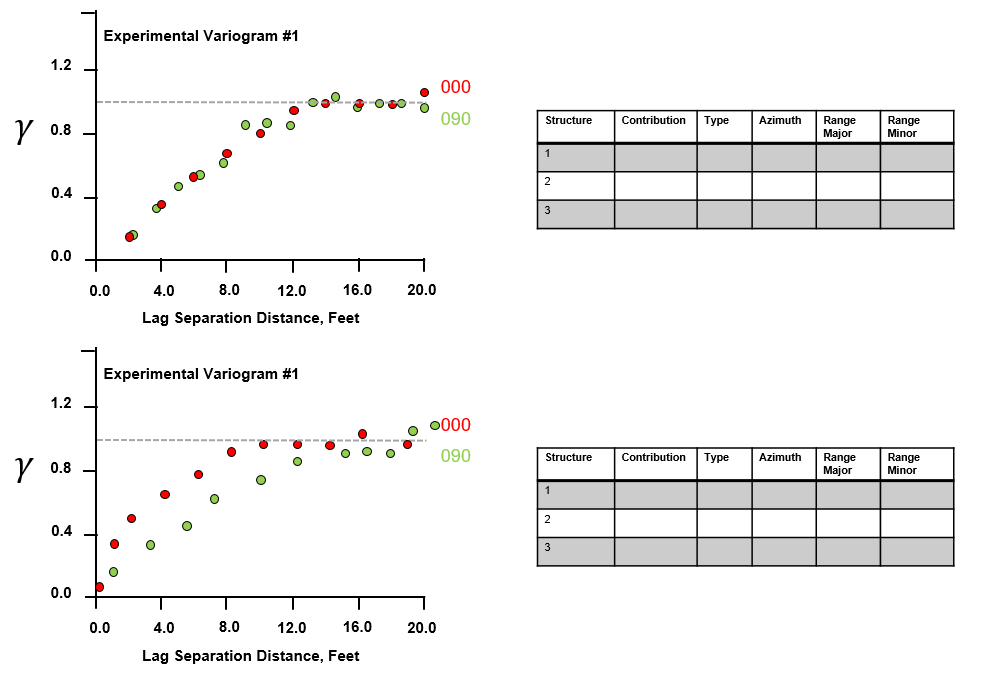 Experimental Variogram #1
1.2
000
090
γ
0.8
0.4
0.0
0.0 4.0 8.0 12.0 16.0 20.0
Lag Separation Distance, Feet
Structure Contribution Type Azimuth Range Major Range Minor
1
2
3
Experimental Variogram #1
1.2
000
090
γ
0.8
0.4
0.0
0.0 4.0 8.0 12.0 16.0 20.0
Lag Separation Distance, Feet
Structure Contribution Type Azimuth Range Major Range Minor
1
2
3